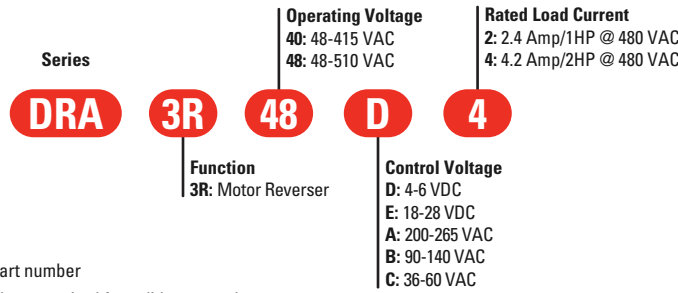 Operating Voltage
40: 48-415 VAC
48: 48-510 VAC
Rated Load Current
2: 2.4 Amp/1HP @ 480 VAC
4: 4.2 Amp/2HP @ 480 VAC
Series
DRA 3R 48 D 4
Function
3R: Motor Reverser
Control Voltage
D: 4-6 VDC
E: 18-28 VDC
A: 200-265 VAC
B: 90-140 VAC
C: 36-60 VAC
art number